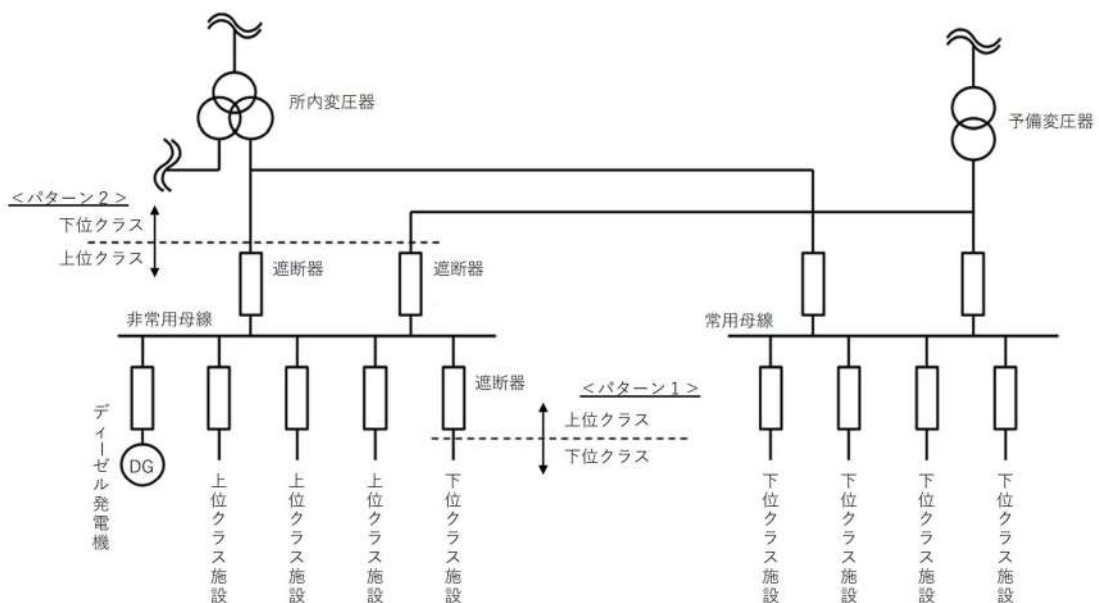 所内変圧器
予備変圧器
<パターン2>
下位クラス
上位クラス
遮断器
遮断器
非常用母線
常用母線
遮断器
<パターン1>
上位クラス
下位クラス
ディーゼル発電機
DG
上位クラス施設
上位クラス施設
上位クラス施設
下位クラス施設
下位クラス施設
下位クラス施設
下位クラス施設
下位クラス施設